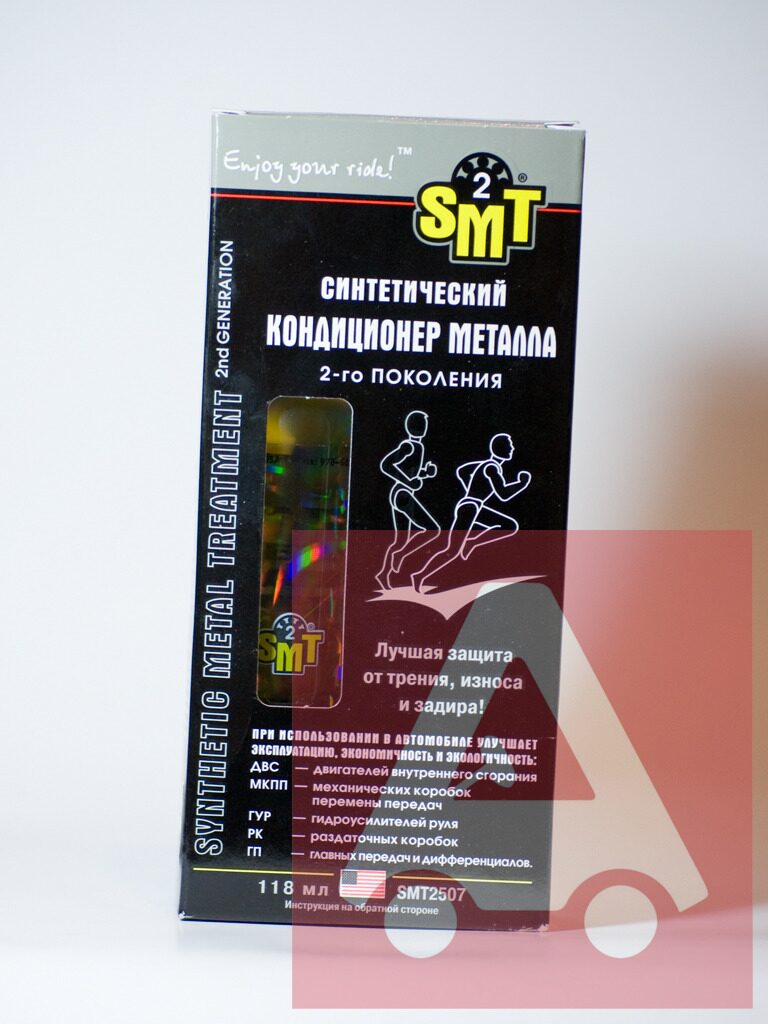 Enjoy your ride!™
2
SMT®
СИНТЕТИЧЕСКИЙ
КОНДИЦИОНЕР МЕТАЛЛА
2-го ПОКОЛЕНИЯ
SYNTHETIC METAL TREATMENT 2nd GENERATION
2
SMT®
Лучшая защита
от трения, износа
и задира!
ПРИ ИСПОЛЬЗОВАНИИ В АВТОМОБИЛЕ УЛУЧШАЕТ
ЭКСПЛУАТАЦИЮ, ЭКОНОМИЧНОСТЬ И ЭКОЛОГИЧНОСТЬ:
ДВС — двигателей внутреннего сгорания
МКПП — механических коробок
перемены передач
ГУР — гидроусилителей руля
РК — раздаточных коробок
ГП — главных передач и дифференциалов.
118 мл SMT2507
Инструкция на обратной стороне